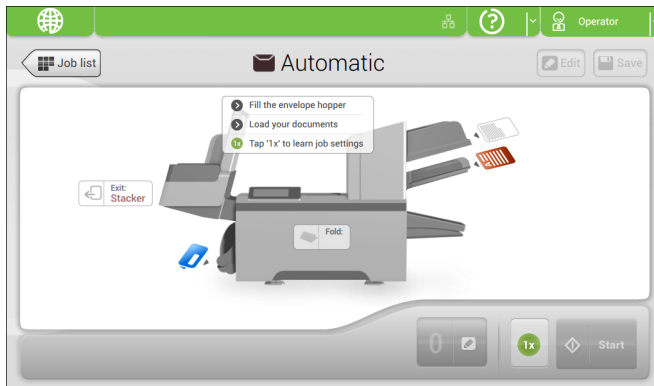 Operator
Job list
Automatic
Edit
Save
Fill the envelope hopper
Load your documents
1x Tap '1x' to learn job settings
Exit:
Stacker
Fold:
0
1x
Start